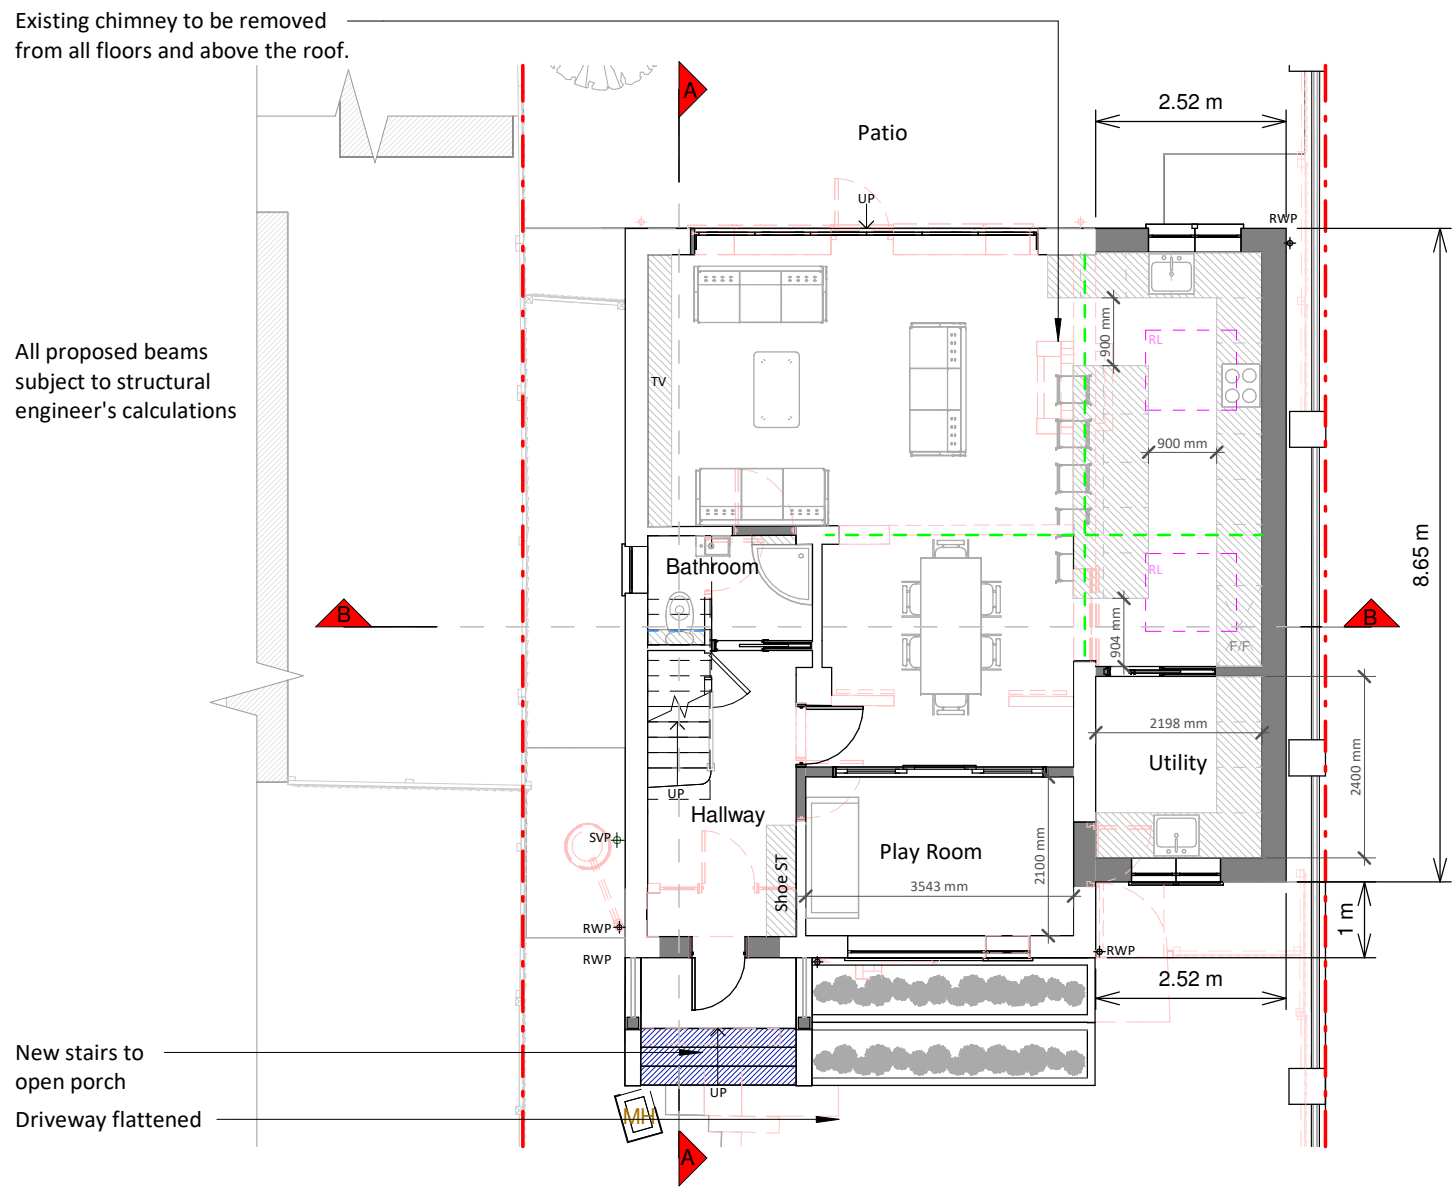 Existing chimney to be removed
from all floors and above the roof.
A
2.52 m
Patio
UP
RWP
900 mm
RL
All proposed beams
subject to structural
engineer's calculations
TV
900 mm
8.65 m
Bathroom
RL
B
B
904 mm
F/F
2198 mm
Utility
2400 mm
UP
Hallway
SVP
Play Room
2100 mm
Shoe ST
3543 mm
1 m
RWP
RWP
RWP
2.52 m
New stairs to
open porch
UP
Driveway flattened
MH
A